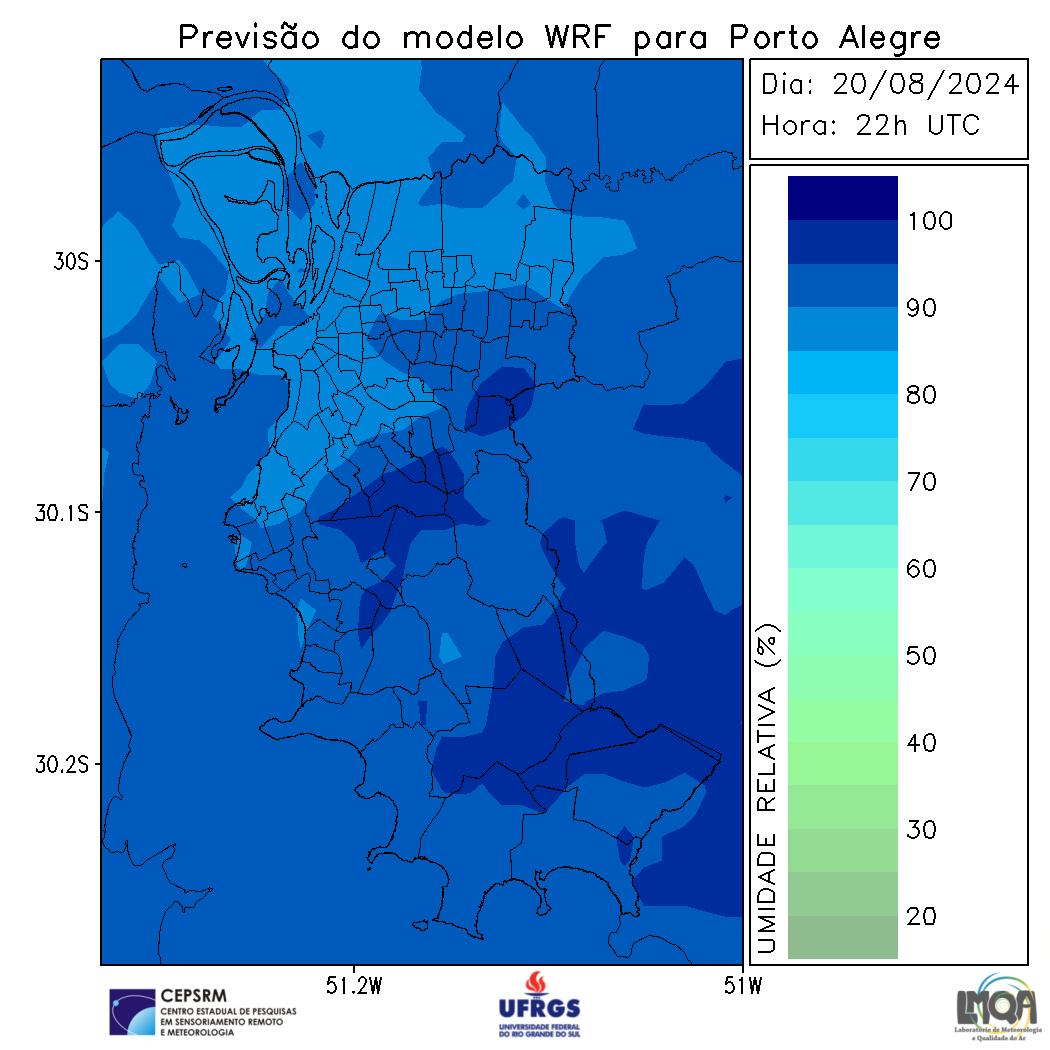 Previsão do modelo WRF para Porto Alegre
Dia: 20/08/2024
Hora: 22h UTC
30S
30.1S
30.2S
51.2W
51W
UMIDADE RELATIVA (%)
100
90
80
70
60
50
40
30
20
CEPSRM
CENTRO ESTADUAL DE PESQUISAS
EM SENSORIAMENTO REMOTO
E METEOROLOGIA
UFRGS
UNIVERSIDADE FEDERAL
DO RIO GRANDE DO SUL
LMQA
Laboratório de Meteorologia
e Qualidade do Ar